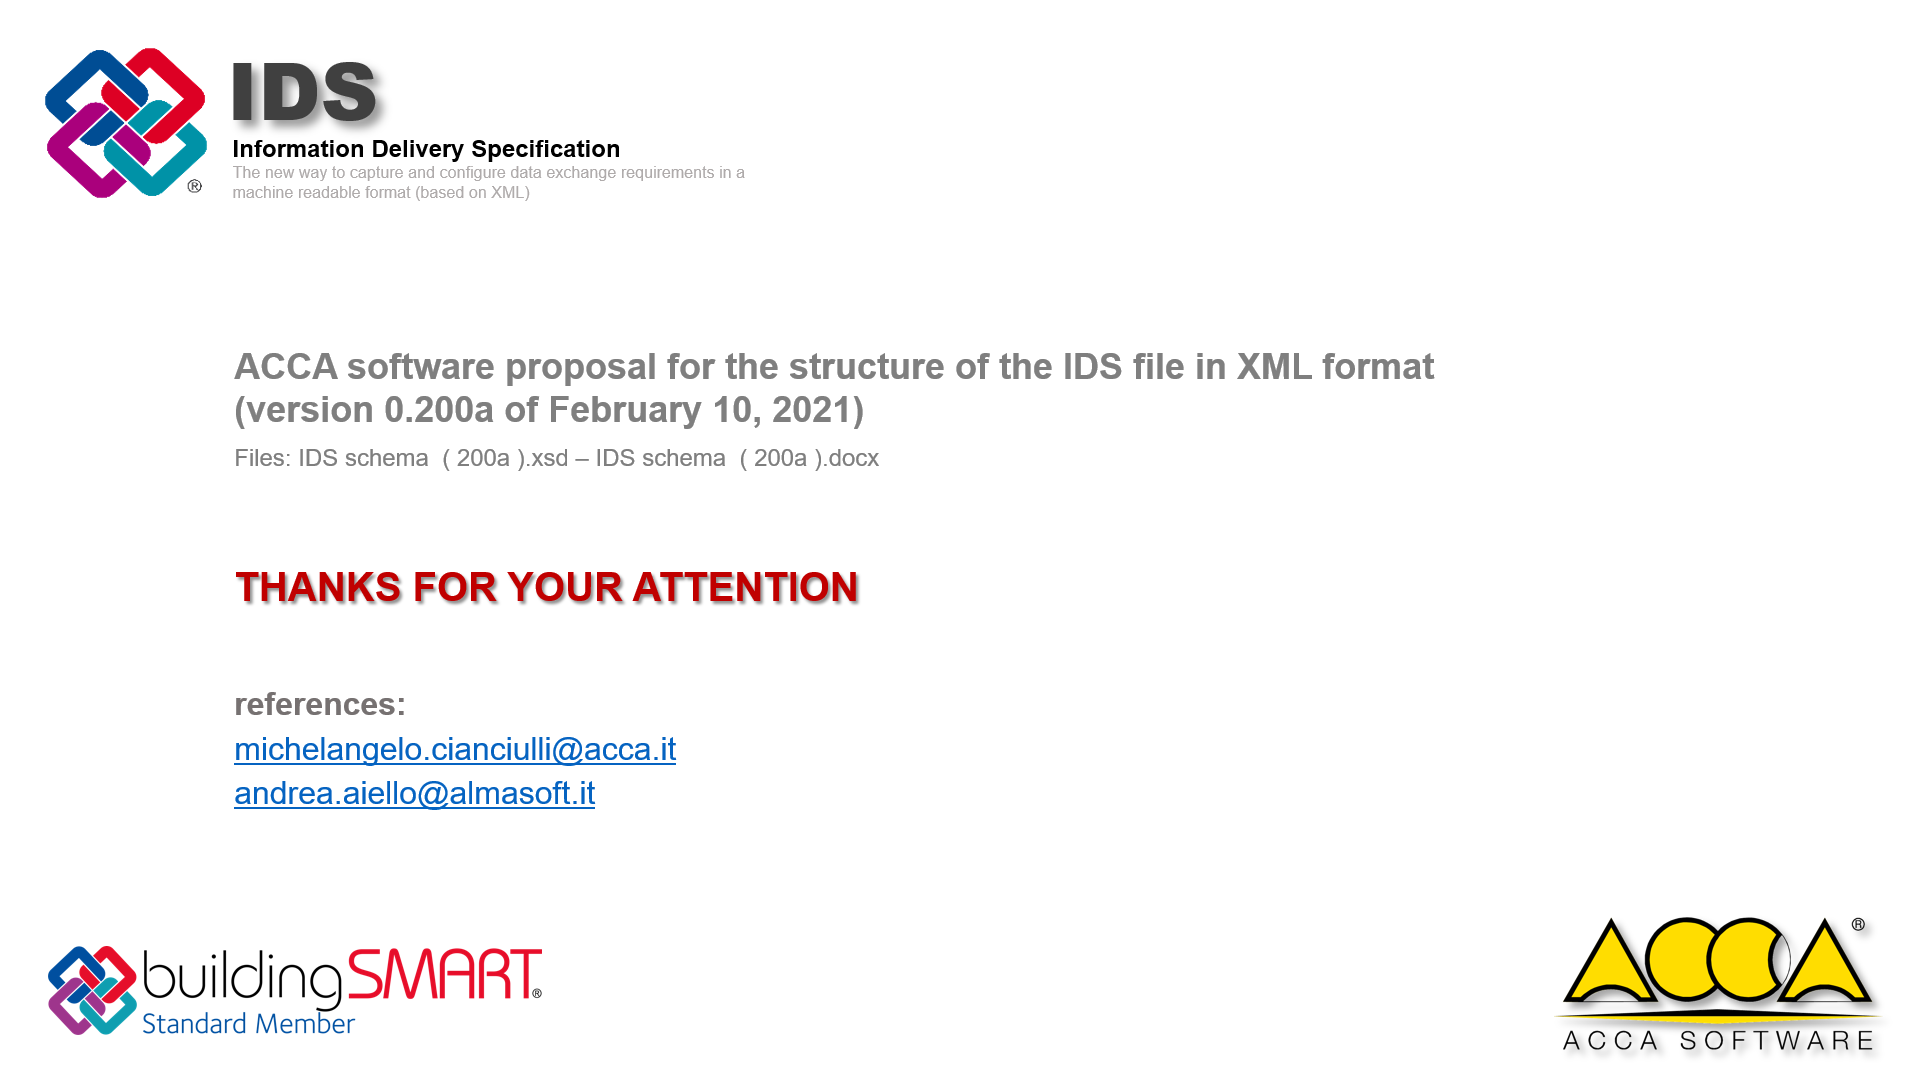 IDS
Information Delivery Specification
The new way to capture and configure data exchange requirements in a
machine readable format (based on XML)
®
ACCA software proposal for the structure of the IDS file in XML format
(version 0.200a of February 10, 2021)
Files: IDS schema  ( 200a ).xsd – IDS schema  ( 200a ).docx
THANKS FOR YOUR ATTENTION
references:
michelangelo.cianciulli@acca.it
andrea.aiello@almasoft.it
buildingSMART®
Standard Member
ACCA®
ACCA SOFTWARE